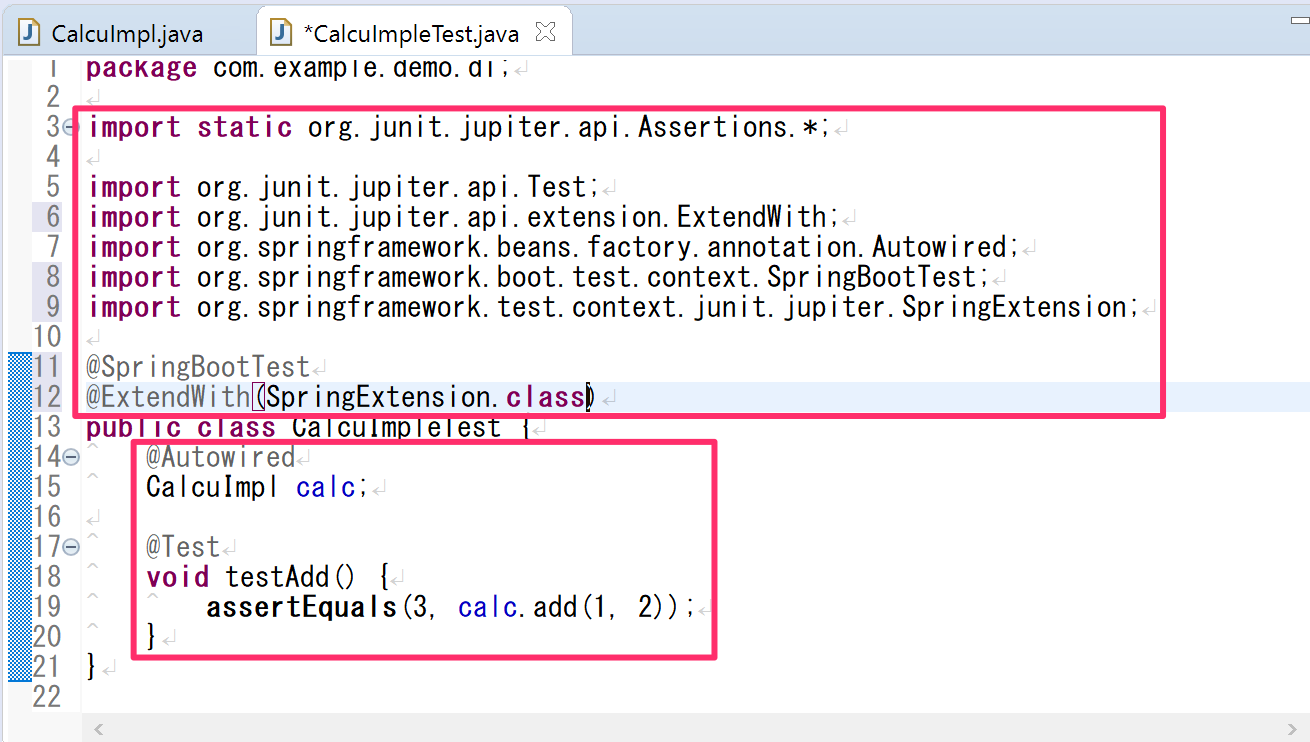 CalcuImpl.java
*CalcuImpleTest.java
1 package com.example.demo.di;
2
3 import static org.junit.jupiter.api.Assertions.*;
4
5 import org.junit.jupiter.api.Test;
6 import org.junit.jupiter.api.extension.ExtendWith;
7 import org.springframework.beans.factory.annotation.Autowired;
8 import org.springframework.boot.test.context.SpringBootTest;
9 import org.springframework.test.context.junit.jupiter.SpringExtension;
10
11 @SpringBootTest
12 @ExtendWith(SpringExtension.class)
13 public class CalcuImpleTest {
14 @Autowired
15 CalcuImpl calc;
16
17 @Test
18 void testAdd() {
19 assertEquals(3, calc.add(1, 2));
20 }
21 }
22